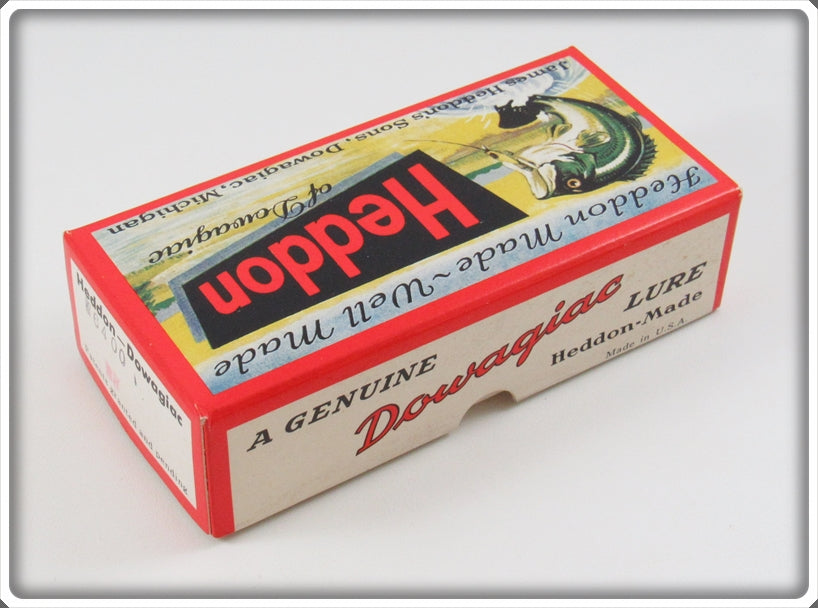 Heddon Made ~ Well Made
Heddon
of Dowagiac
James Heddon's Sons, Dowagiac, Michigan
A GENUINE
Dowagiac
LURE
Heddon-Made
Made in U.S.A.
Heddon—Dowagiac
Patents granted and pending